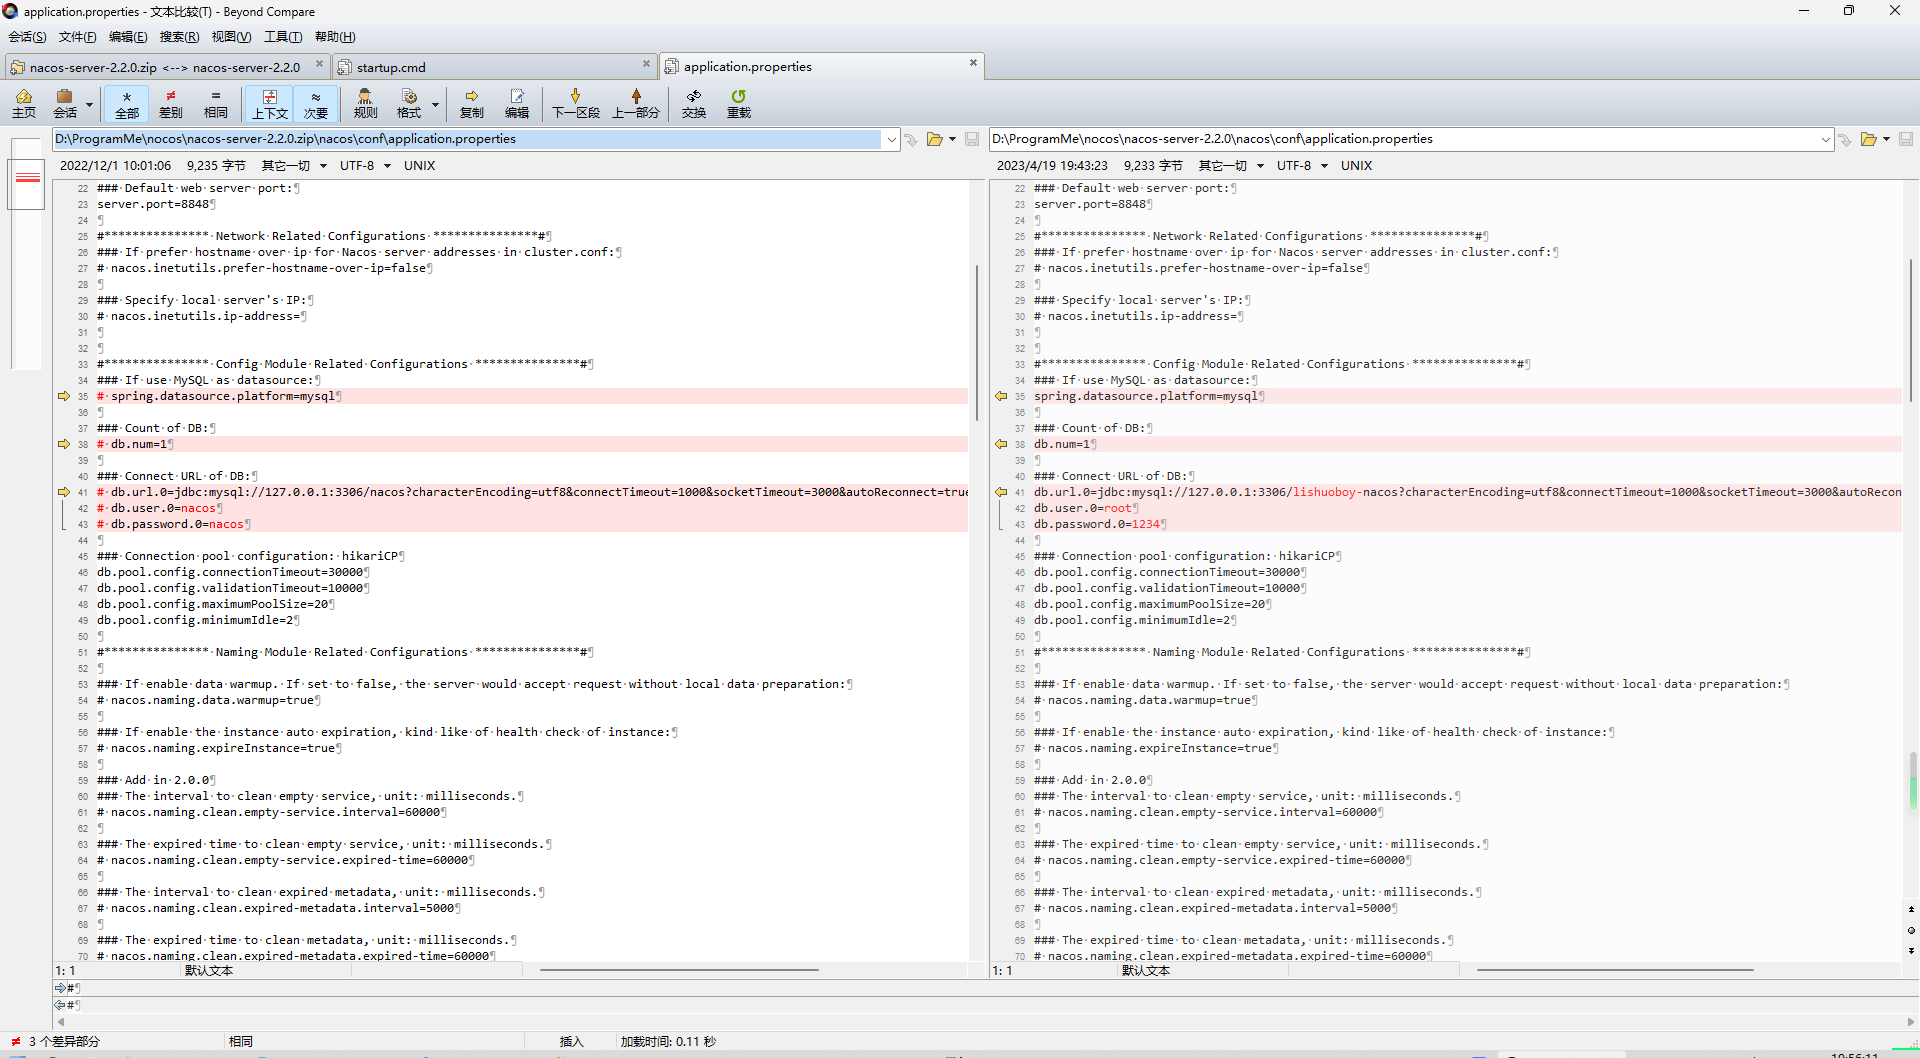 application.properties - 文本比较(T) - Beyond Compare
会话(S) 文件(F) 编辑(E) 搜索(R) 视图(V) 工具(T) 帮助(H)
nacos-server-2.2.0.zip <--> nacos-server-2.2.0 startup.cmd application.properties
主页 会话 全部 差别 相同 上下文 次要 规则 格式 复制 编辑 下一区段 上一部分 交换 重载
D:\ProgramMe\nocos\nacos-server-2.2.0.zip\nacos\conf\application.properties
2022/12/1 10:01:06 9,235 字节 其它一切 UTF-8 UNIX
22 ###·Default·web·server·port:¶
23 server.port=8848¶
24 ¶
25 #***************·Network·Related·Configurations·***************#¶
26 ###·If·prefer·hostname·over·ip·for·Nacos·server·addresses·in·cluster.conf:¶
27 #·nacos.inetutils.prefer-hostname-over-ip=false¶
28 ¶
29 ###·Specify·local·server's·IP:¶
30 #·nacos.inetutils.ip-address=¶
31 ¶
32 ¶
33 #***************·Config·Module·Related·Configurations·***************#¶
34 ###·If·use·MySQL·as·datasource:¶
35 #·spring.datasource.platform=mysql¶
36 ¶
37 ###·Count·of·DB:¶
38 #·db.num=1¶
39 ¶
40 ###·Connect·URL·of·DB:¶
41 #·db.url.0=jdbc:mysql://127.0.0.1:3306/nacos?characterEncoding=utf8&connectTimeout=1000&socketTimeout=3000&autoReconnect=true
42 #·db.user.0=nacos¶
43 #·db.password.0=nacos¶
44 ¶
45 ###·Connection·pool·configuration:·hikariCP¶
46 db.pool.config.connectionTimeout=30000¶
47 db.pool.config.validationTimeout=10000¶
48 db.pool.config.maximumPoolSize=20¶
49 db.pool.config.minimumIdle=2¶
50 ¶
51 #***************·Naming·Module·Related·Configurations·***************#¶
52 ¶
53 ###·If·enable·data·warmup.·If·set·to·false,·the·server·would·accept·request·without·local·data·preparation:¶
54 #·nacos.naming.data.warmup=true¶
55 ¶
56 ###·If·enable·the·instance·auto·expiration,·kind·like·of·health·check·of·instance:¶
57 #·nacos.naming.expireInstance=true¶
58 ¶
59 ###·Add·in·2.0.0¶
60 ###·The·interval·to·clean·empty·service,·unit:·milliseconds.¶
61 #·nacos.naming.clean.empty-service.interval=60000¶
62 ¶
63 ###·The·expired·time·to·clean·empty·service,·unit:·milliseconds.¶
64 #·nacos.naming.clean.empty-service.expired-time=60000¶
65 ¶
66 ###·The·interval·to·clean·expired·metadata,·unit:·milliseconds.¶
67 #·nacos.naming.clean.expired-metadata.interval=5000¶
68 ¶
69 ###·The·expired·time·to·clean·metadata,·unit:·milliseconds.¶
70 #·nacos.naming.clean.expired-metadata.expired-time=60000¶
1: 1 默认文本
D:\ProgramMe\nocos\nacos-server-2.2.0\nacos\conf\application.properties
2023/4/19 19:43:23 9,233 字节 其它一切 UTF-8 UNIX
22 ###·Default·web·server·port:¶
23 server.port=8848¶
24 ¶
25 #***************·Network·Related·Configurations·***************#¶
26 ###·If·prefer·hostname·over·ip·for·Nacos·server·addresses·in·cluster.conf:¶
27 #·nacos.inetutils.prefer-hostname-over-ip=false¶
28 ¶
29 ###·Specify·local·server's·IP:¶
30 #·nacos.inetutils.ip-address=¶
31 ¶
32 ¶
33 #***************·Config·Module·Related·Configurations·***************#¶
34 ###·If·use·MySQL·as·datasource:¶
35 spring.datasource.platform=mysql¶
36 ¶
37 ###·Count·of·DB:¶
38 db.num=1¶
39 ¶
40 ###·Connect·URL·of·DB:¶
41 db.url.0=jdbc:mysql://127.0.0.1:3306/lishuoboy-nacos?characterEncoding=utf8&connectTimeout=1000&socketTimeout=3000&autoRecon
42 db.user.0=root¶
43 db.password.0=1234¶
44 ¶
45 ###·Connection·pool·configuration:·hikariCP¶
46 db.pool.config.connectionTimeout=30000¶
47 db.pool.config.validationTimeout=10000¶
48 db.pool.config.maximumPoolSize=20¶
49 db.pool.config.minimumIdle=2¶
50 ¶
51 #***************·Naming·Module·Related·Configurations·***************#¶
52 ¶
53 ###·If·enable·data·warmup.·If·set·to·false,·the·server·would·accept·request·without·local·data·preparation:¶
54 #·nacos.naming.data.warmup=true¶
55 ¶
56 ###·If·enable·the·instance·auto·expiration,·kind·like·of·health·check·of·instance:¶
57 #·nacos.naming.expireInstance=true¶
58 ¶
59 ###·Add·in·2.0.0¶
60 ###·The·interval·to·clean·empty·service,·unit:·milliseconds.¶
61 #·nacos.naming.clean.empty-service.interval=60000¶
62 ¶
63 ###·The·expired·time·to·clean·empty·service,·unit:·milliseconds.¶
64 #·nacos.naming.clean.empty-service.expired-time=60000¶
65 ¶
66 ###·The·interval·to·clean·expired·metadata,·unit:·milliseconds.¶
67 #·nacos.naming.clean.expired-metadata.interval=5000¶
68 ¶
69 ###·The·expired·time·to·clean·metadata,·unit:·milliseconds.¶
70 #·nacos.naming.clean.expired-metadata.expired-time=60000¶
1: 1 默认文本
#¶
#¶
3 个差异部分 相同 插入 加载时间: 0.11 秒